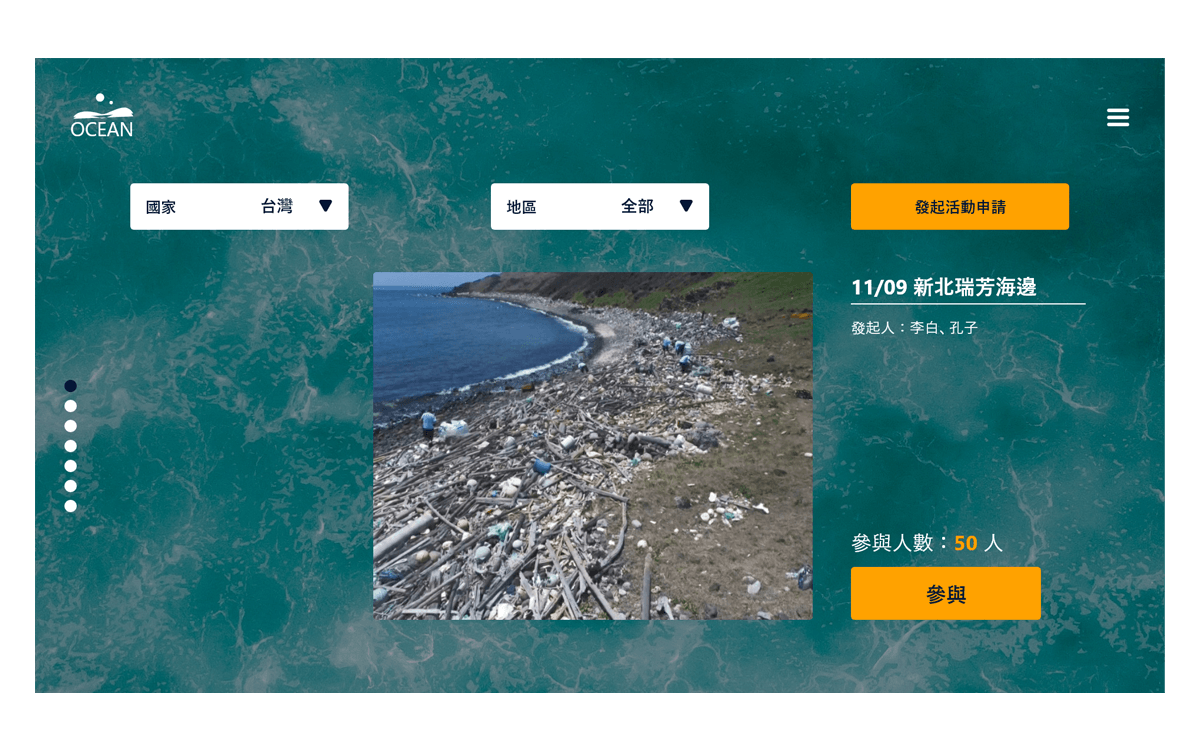 OCEAN
國家 台灣
地區 全部
發起活動申請
11/09 新北瑞芳海邊
發起人：李白、孔子
參與人數：50 人
參與